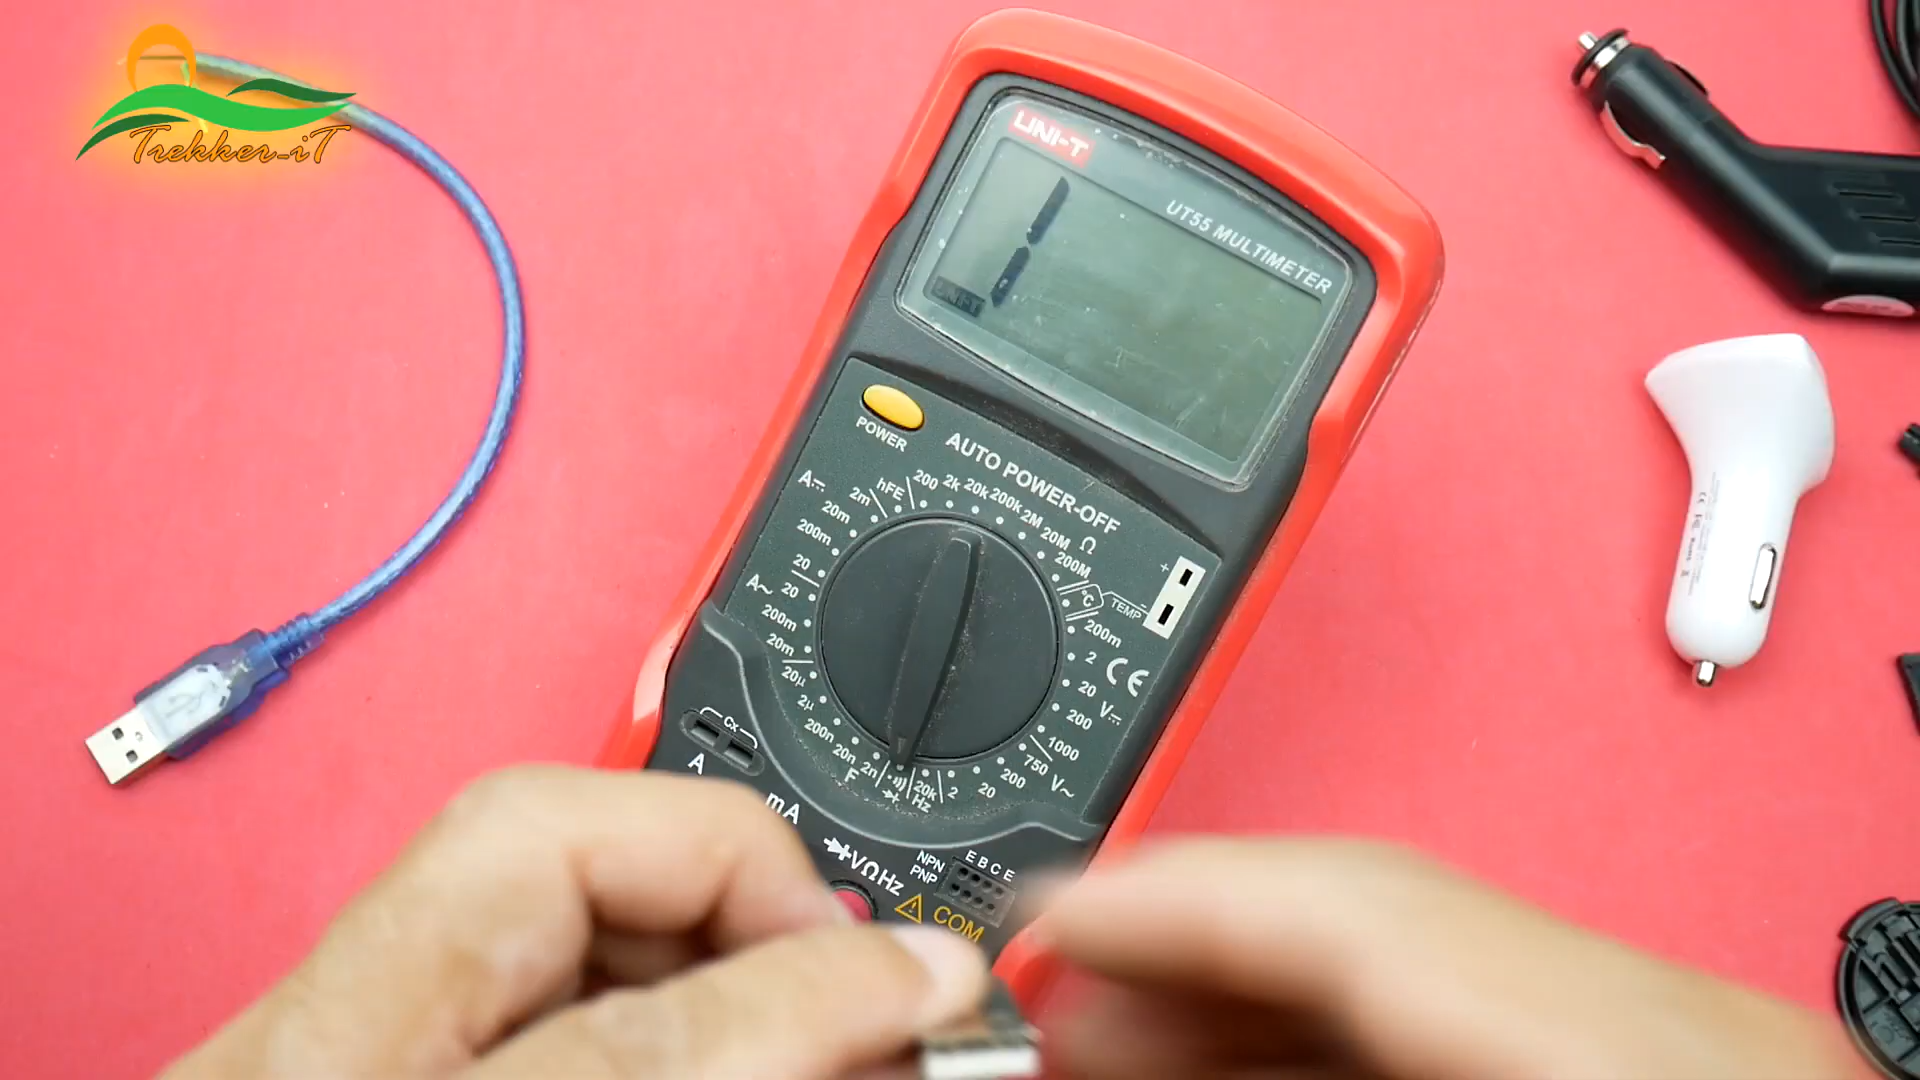 Trekker-iT
UNI-T
UT55 MULTIMETER
1
UNI-T
POWER
AUTO POWER-OFF
A⎓ 2m hFE 200 2k 20k 200k 2M 20M Ω
20m
200M
200m
°C TEMP
+
-
20
200m
A~ 20
2
200m
20 V⎓
20m
200
20µ
1000
2µ
750 V~
200n
200
20n
20
2n
2
F
20k
Hz
CE
Cx
A
mA
VΩHz
NPN
PNP
E B C E
COM